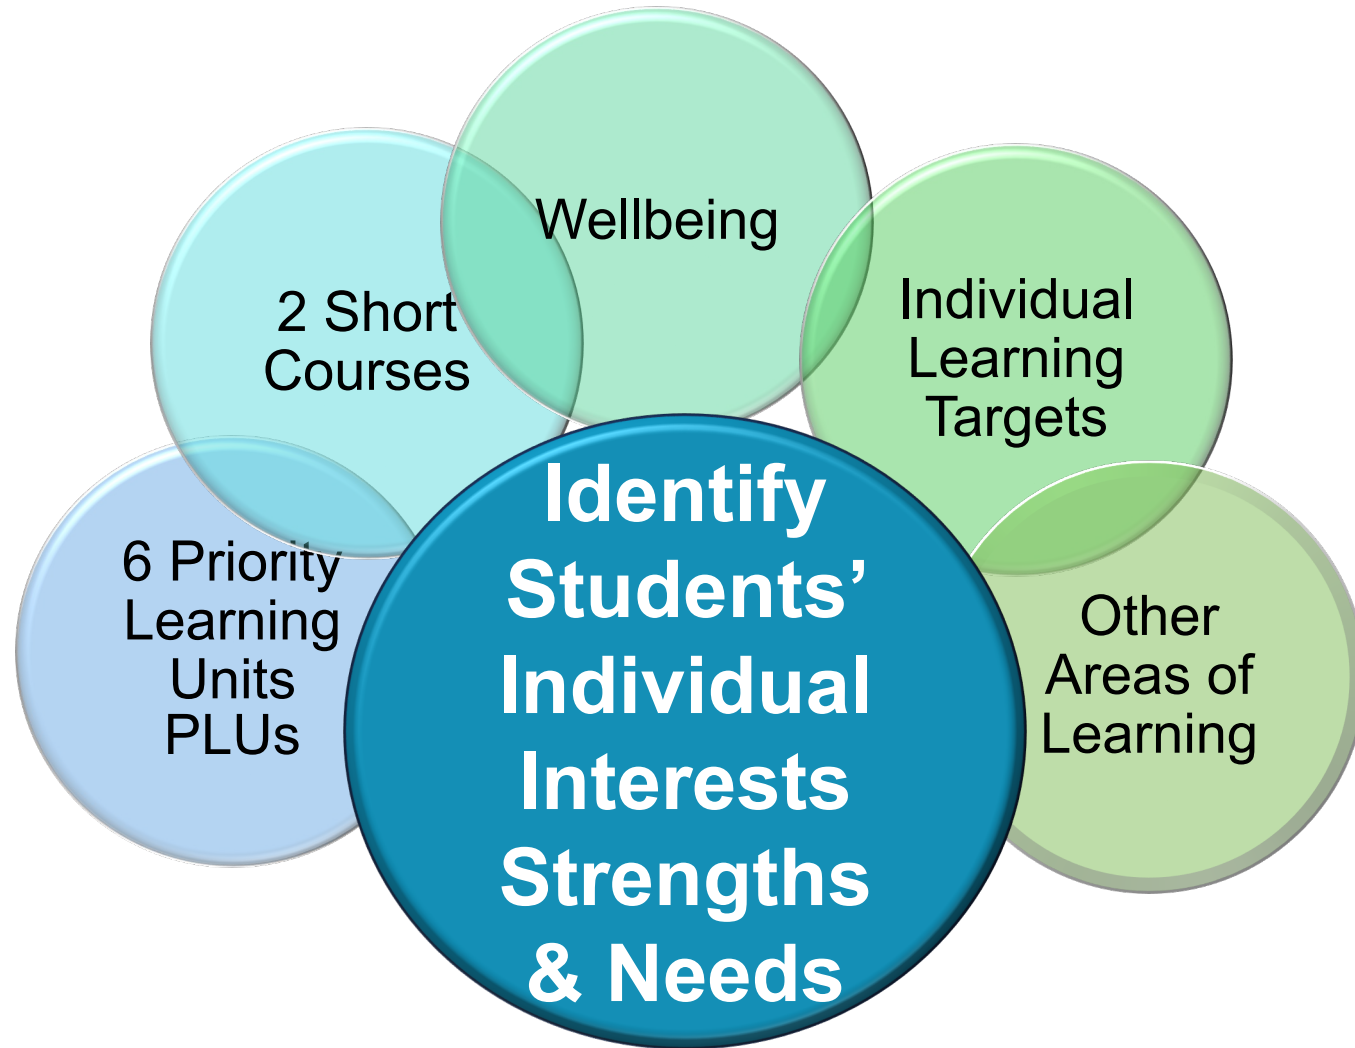 6 Priority
Learning
Units
PLUs
2 Short
Courses
Wellbeing
Individual
Learning
Targets
Other
Areas of
Learning
Identify
Students’
Individual
Interests
Strengths
& Needs